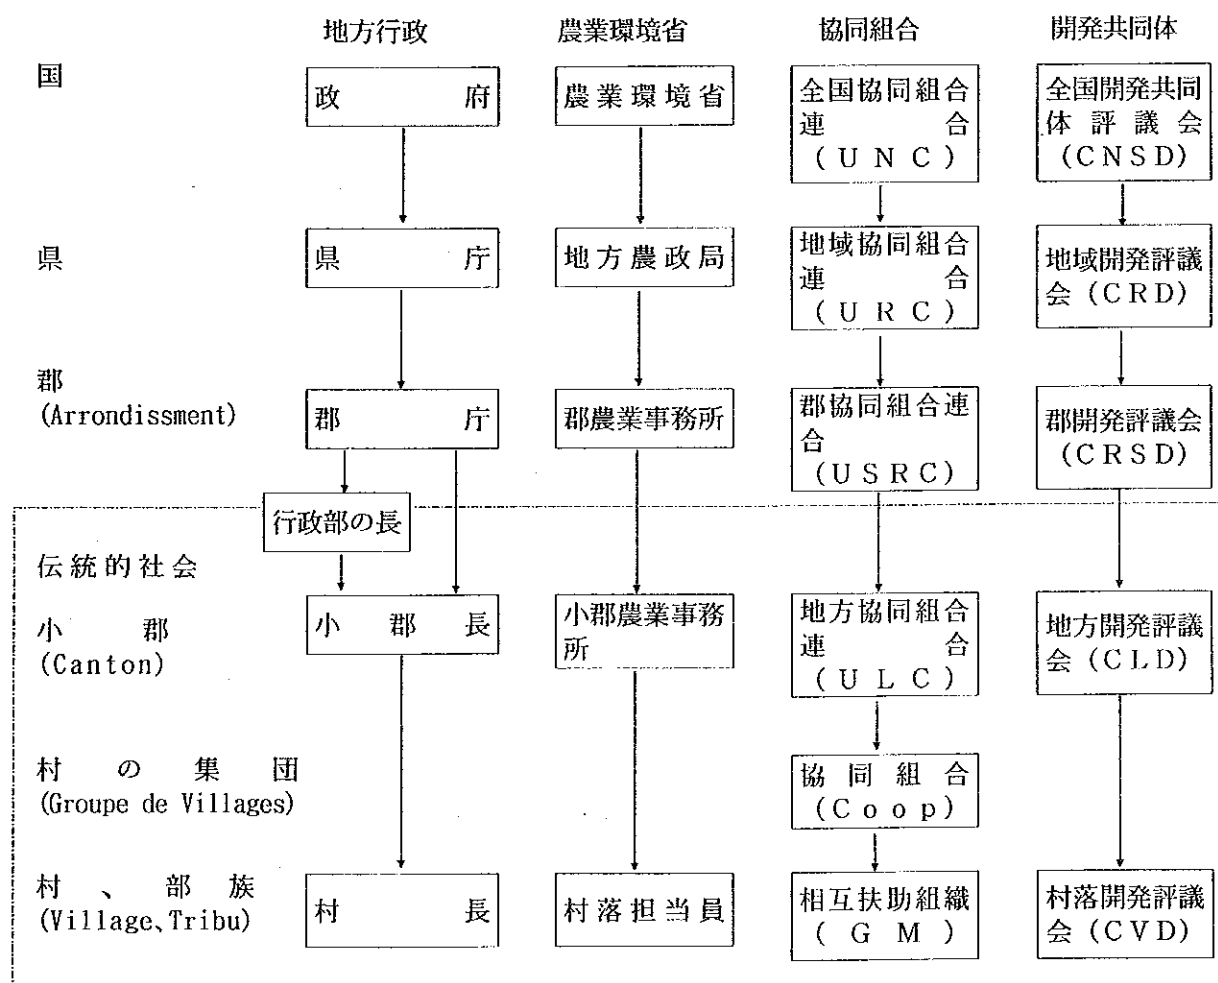 地方行政 農業環境省 協同組合 開発共同体
国
政府
農業環境省
全国協同組合
連合
(UNC)
全国開発共同
体評議会
(CNSD)
県
県庁
地方農政局
地域協同組合
連合
(URC)
地域開発評議
会(CRD)
郡
(Arrondissment)
郡庁
郡農業事務所
郡協同組合連
合
(USRC)
郡開発評議会
(CRSD)
行政部の長
伝統的社会
小郡
(Canton)
小郡長
小郡農業事務
所
地方協同組合
連合
(ULC)
地方開発評議
会(CLD)
村の集団
(Groupe de Villages)
協同組合
(Coop)
村、部族
(Village、Tribu)
村長
村落担当員
相互扶助組織
(GM)
村落開発評議
会(CVD)